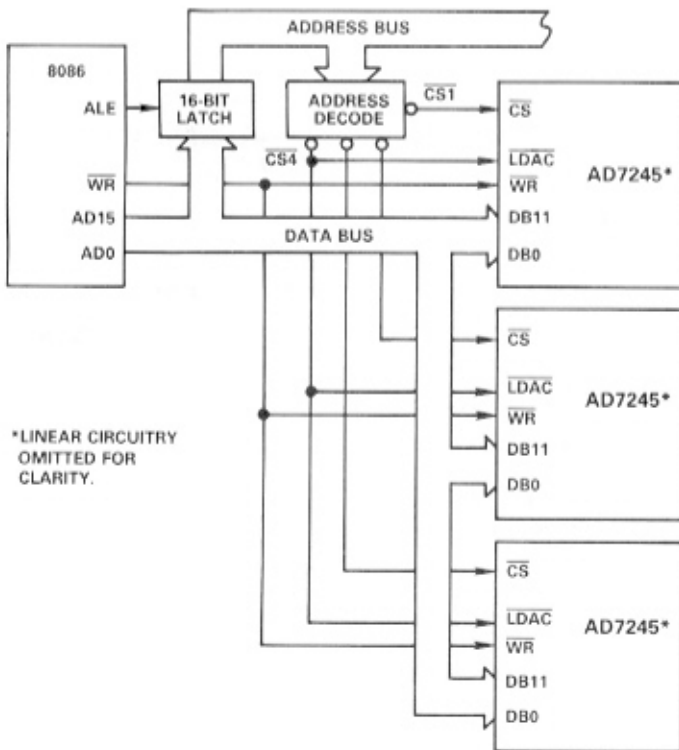 ADDRESS BUS
8086
ALE
16-BIT
LATCH
ADDRESS
DECODE
CS1
CS
CS4
LDAC
WR
WR
AD7245*
AD15
DB11
DATA BUS
AD0
DB0
CS
LDAC
AD7245*
WR
DB11
DB0
*LINEAR CIRCUITRY
OMITTED FOR
CLARITY.
CS
LDAC
AD7245*
WR
DB11
DB0